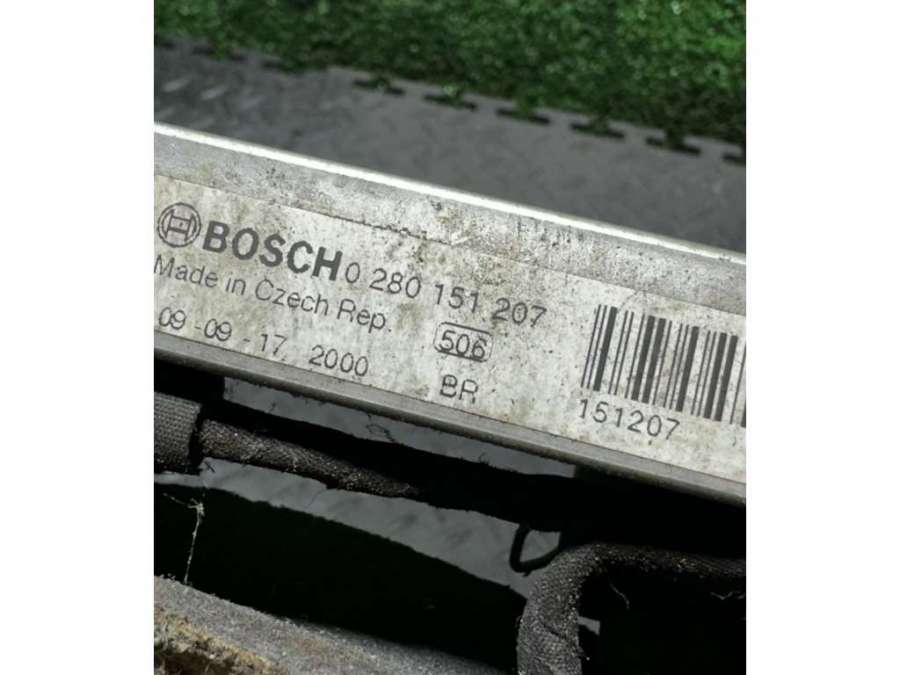 BOSCH 0 280 151 207
Made in Czech Rep. 506
09-09-17 2000 BR
151207